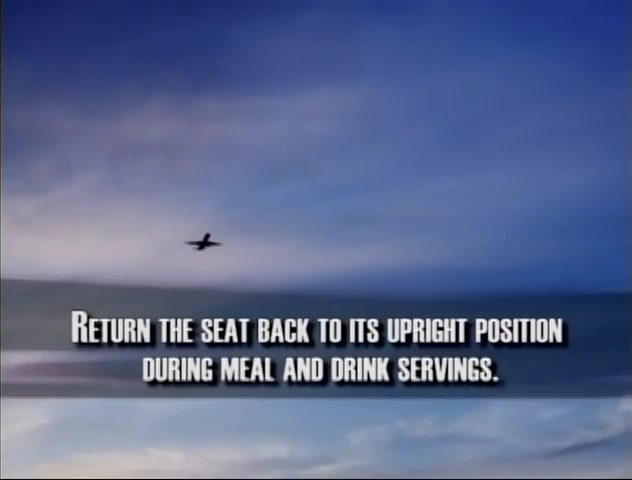 RETURN THE SEAT BACK TO ITS UPRIGHT POSITION
DURING MEAL AND DRINK SERVINGS.